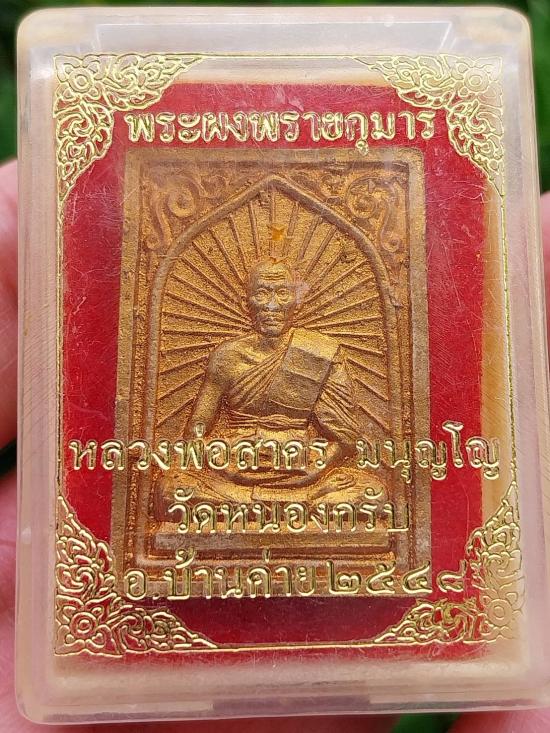 พระผงพรายกุมาร
หลวงพ่อสาคร มนุญโญ
วัดหนองกรับ
อ.บ้านค่าย ๒๕๔๘